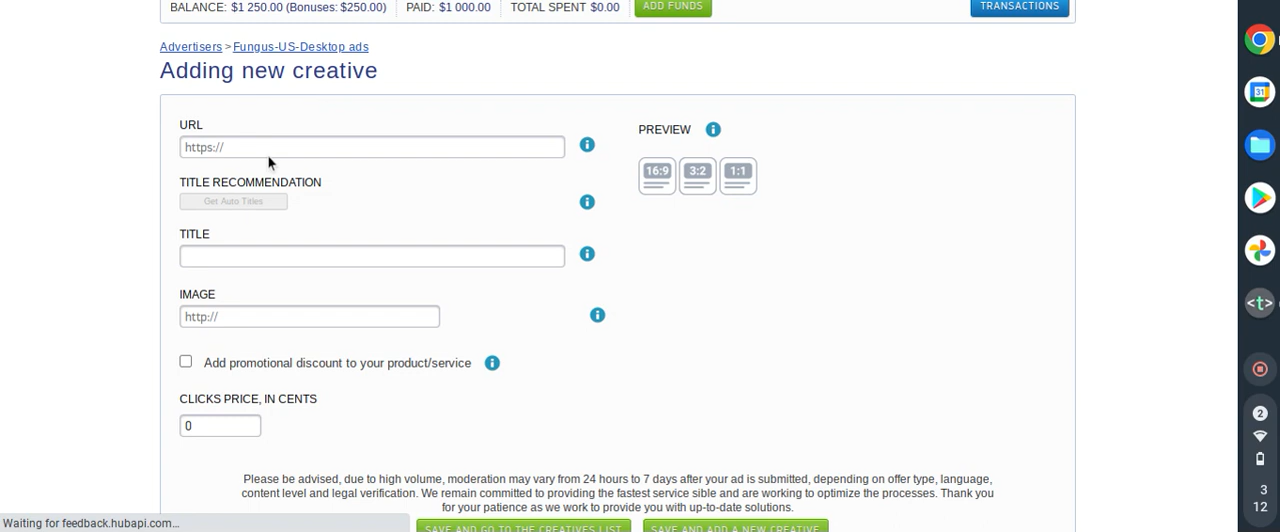 BALANCE: $1 250.00 (Bonuses: $250.00) PAID: $1 000.00 TOTAL SPENT $0.00 ADD FUNDS TRANSACTIONS
Advertisers > Fungus-US-Desktop ads
Adding new creative
URL
https://
PREVIEW
16:9 3:2 1:1
TITLE RECOMMENDATION
Get Auto Titles
TITLE
IMAGE
http://
Add promotional discount to your product/service
CLICKS PRICE, IN CENTS
0
Please be advised, due to high volume, moderation may vary from 24 hours to 7 days after your ad is submitted, depending on offer type, language,
content level and legal verification. We remain committed to providing the fastest service sible and are working to optimize the processes. Thank you
for your patience as we work to provide you with up-to-date solutions.
SAVE AND GO TO THE CREATIVES LIST SAVE AND ADD A NEW CREATIVE
Waiting for feedback.hubapi.com...
31
<t>
2
3
12